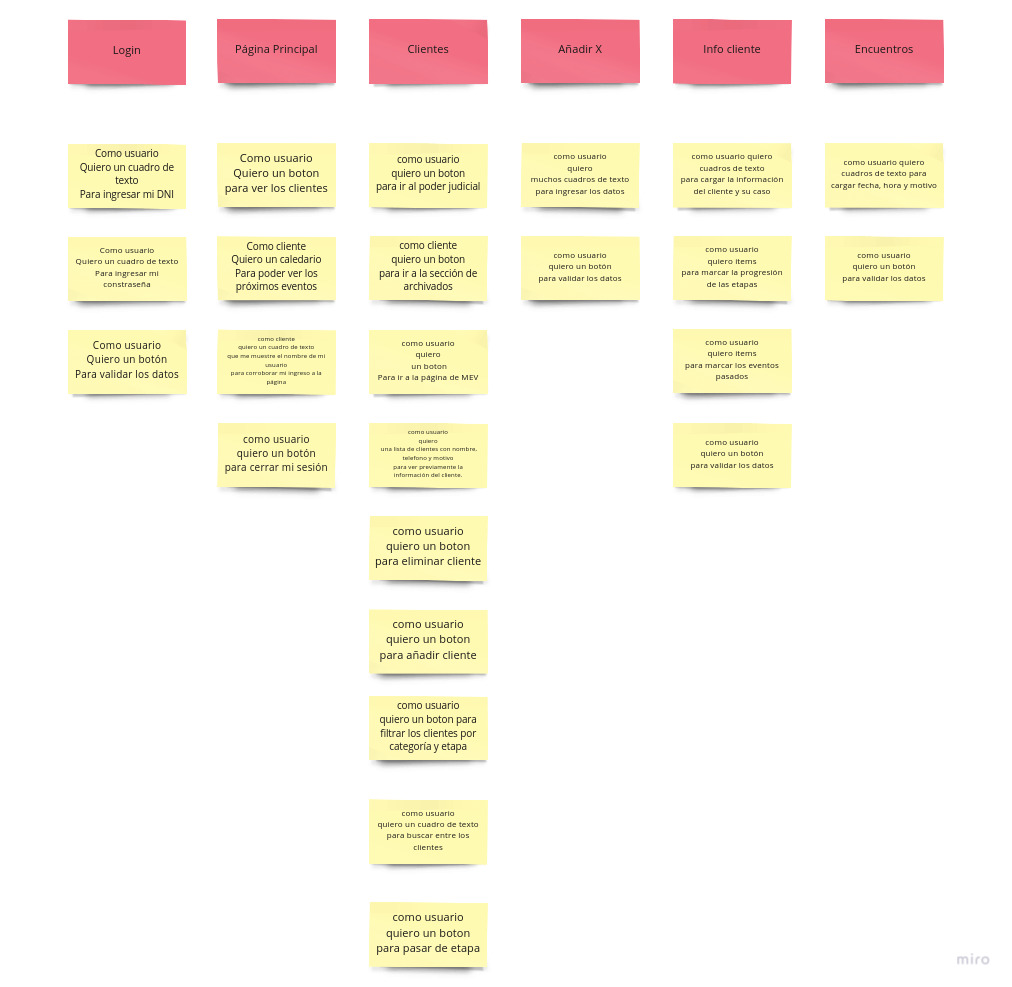 Login
Página Principal
Clientes
Añadir X
Info cliente
Encuentros
Como usuario
Quiero un cuadro de
texto
Para ingresar mi DNI
Como usuario
Quiero un boton
para ver los clientes
como usuario
quiero un boton
para ir al poder judicial
como usuario
quiero
muchos cuadros de texto
para ingresar los datos
como usuario quiero
cuadros de texto
para cargar la información
del cliente y su caso
como usuario quiero
cuadros de texto para
cargar fecha, hora y motivo
Como usuario
Quiero un cuadro de texto
Para ingresar mi
constraseña
Como cliente
Quiero un caledario
Para poder ver los
próximos eventos
como cliente
quiero un boton
para ir a la sección de
archivados
como usuario
quiero un botón
para validar los datos
como usuario
quiero items
para marcar la progresión
de las etapas
como usuario
quiero un botón
para validar los datos
Como usuario
Quiero un botón
Para validar los datos
como cliente
quiero un cuadro de texto
que me muestre el nombre de mi
usuario
para corroborar mi ingreso a la
página
como usuario
quiero
un boton
Para ir a la página de MEV
como usuario
quiero items
para marcar los eventos
pasados
como usuario
quiero un botón
para cerrar mi sesión
como usuario
quiero
una lista de clientes con nombre,
telefono y motivo
para ver previamente la
información del cliente.
como usuario
quiero un botón
para validar los datos
como usuario
quiero un boton
para eliminar cliente
como usuario
quiero un boton
para añadir cliente
como usuario
quiero un boton para
filtrar los clientes por
categoría y etapa
como usuario
quiero un cuadro de texto
para buscar entre los
clientes
como usuario
quiero un boton
para pasar de etapa
miro